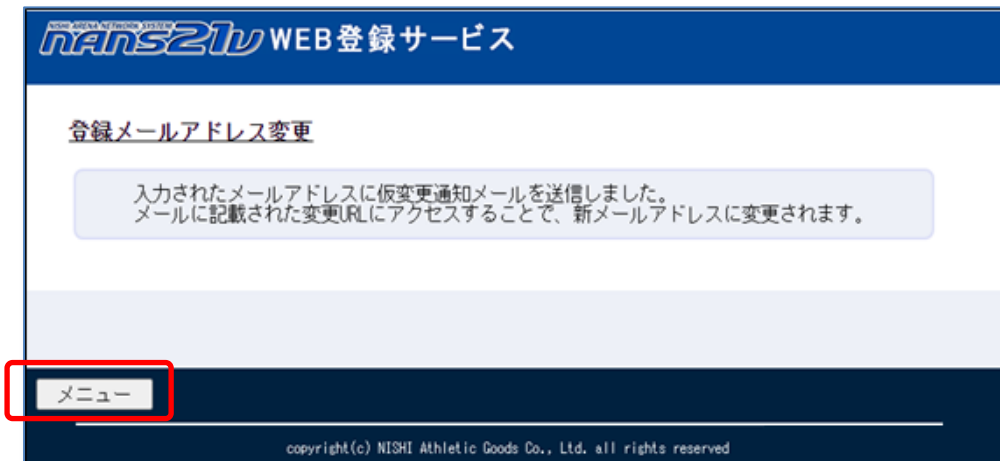 NISHI ARENA NETWORK SYSTEM
nANS21V WEB登録サービス
登録メールアドレス変更
入力されたメールアドレスに仮変更通知メールを送信しました。
メールに記載された変更URLにアクセスすることで、新メールアドレスに変更されます。
メニュー
copyright(c) NISHI Athletic Goods Co., Ltd. all rights reserved